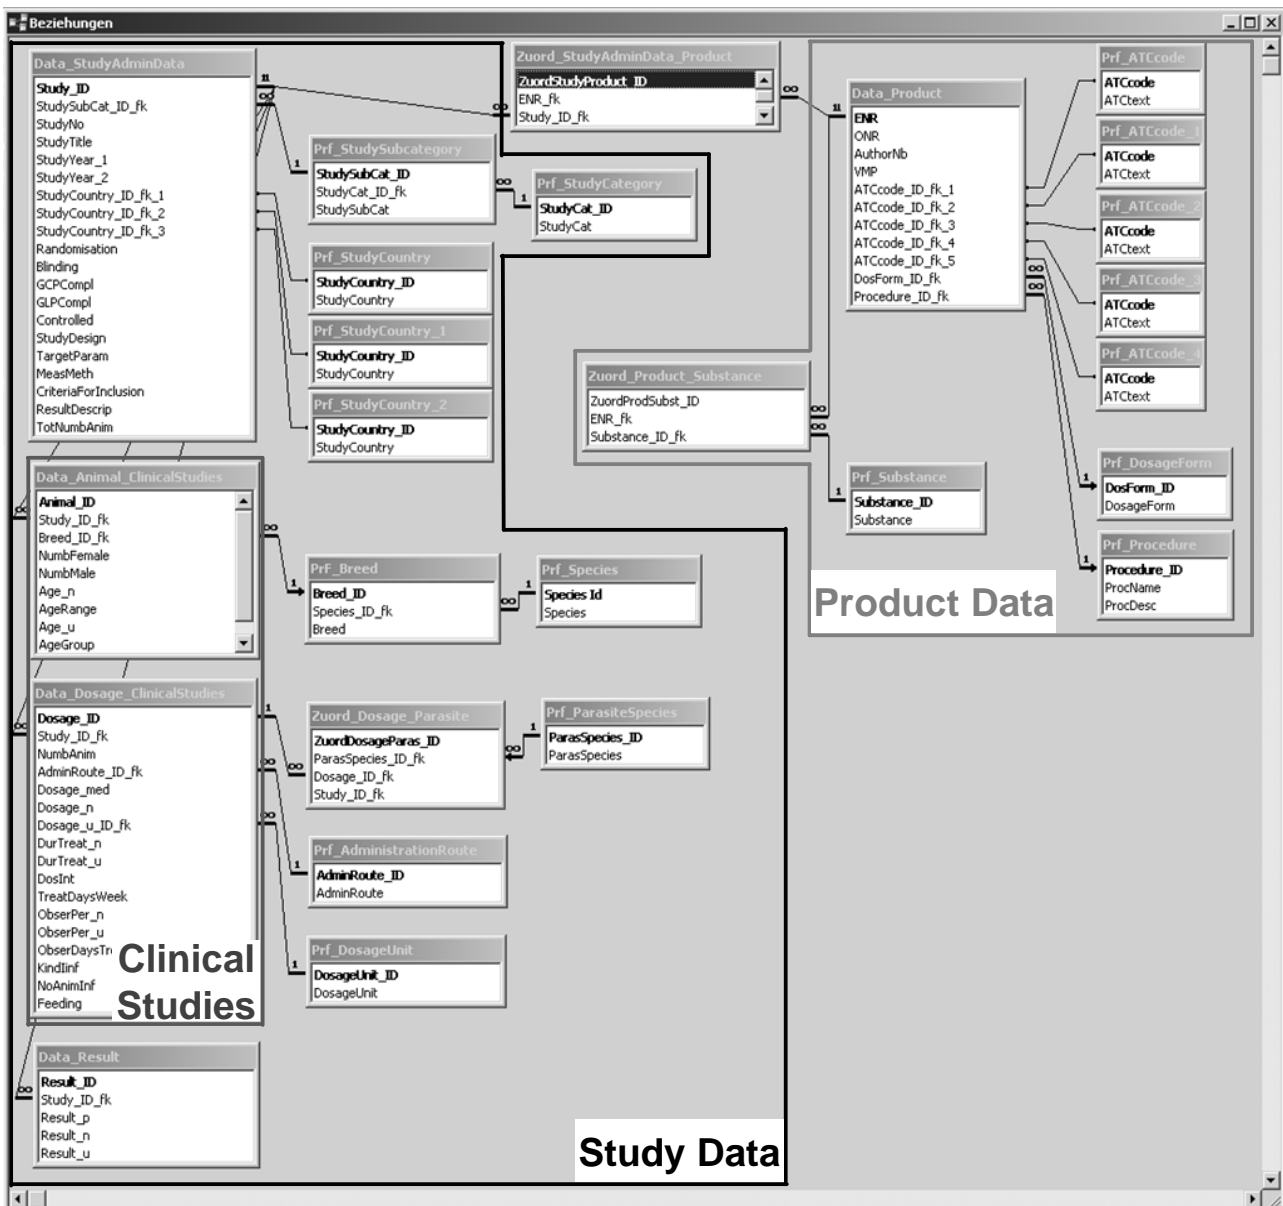 Beziehungen
Data_StudyAdminData
Study_ID
StudySubCat_ID_fk
StudyNo
StudyTitle
StudyYear_1
StudyYear_2
StudyCountry_ID_fk_1
StudyCountry_ID_fk_2
StudyCountry_ID_fk_3
Randomisation
Blinding
GCPCompl
GLPCompl
Controlled
StudyDesign
TargetParam
MeasMeth
CriteriaForInclusion
ResultDescrip
TotNumbAnim
Zuord_StudyAdminData_Product
ZuordStudyProduct_ID
ENR_fk
Study_ID_fk
Prf_StudySubcategory
StudySubCat_ID
StudyCat_ID_fk
StudySubCat
Prf_StudyCategory
StudyCat_ID
StudyCat
Prf_StudyCountry
StudyCountry_ID
StudyCountry
Prf_StudyCountry_1
StudyCountry_ID
StudyCountry
Prf_StudyCountry_2
StudyCountry_ID
StudyCountry
Data_Product
ENR
ONR
AuthorNb
VMP
ATCcode_ID_fk_1
ATCcode_ID_fk_2
ATCcode_ID_fk_3
ATCcode_ID_fk_4
ATCcode_ID_fk_5
DosForm_ID_fk
Procedure_ID_fk
Prf_ATCcode
ATCcode
ATCtext
Prf_ATCcode_1
ATCcode
ATCtext
Prf_ATCcode_2
ATCcode
ATCtext
Prf_ATCcode_3
ATCcode
ATCtext
Prf_ATCcode_4
ATCcode
ATCtext
Zuord_Product_Substance
ZuordProdSubst_ID
ENR_fk
Substance_ID_fk
Prf_Substance
Substance_ID
Substance
Prf_DosageForm
DosForm_ID
DosageForm
Prf_Procedure
Procedure_ID
ProcName
ProcDesc
Product Data
Data_Animal_ClinicalStudies
Animal_ID
Study_ID_fk
Breed_ID_fk
NumbFemale
NumbMale
Age_n
AgeRange
Age_u
AgeGroup
PrF_Breed
Breed_ID
Species_ID_fk
Breed
Prf_Species
Species Id
Species
Data_Dosage_ClinicalStudies
Dosage_ID
Study_ID_fk
NumbAnim
AdminRoute_ID_fk
Dosage_med
Dosage_n
Dosage_u_ID_fk
DurTreat_n
DurTreat_u
DosInt
TreatDaysWeek
ObserPer_n
ObserPer_u
ObserDaysTr
KindIinf
NoAnimInf
Feeding
Clinical
Studies
Zuord_Dosage_Parasite
ZuordDosageParas_ID
ParasSpecies_ID_fk
Dosage_ID_fk
Study_ID_fk
Prf_ParasiteSpecies
ParasSpecies_ID
ParasSpecies
Prf_AdministrationRoute
AdminRoute_ID
AdminRoute
Prf_DosageUnit
DosageUnit_ID
DosageUnit
Data_Result
Result_ID
Study_ID_fk
Result_p
Result_n
Result_u
Study Data